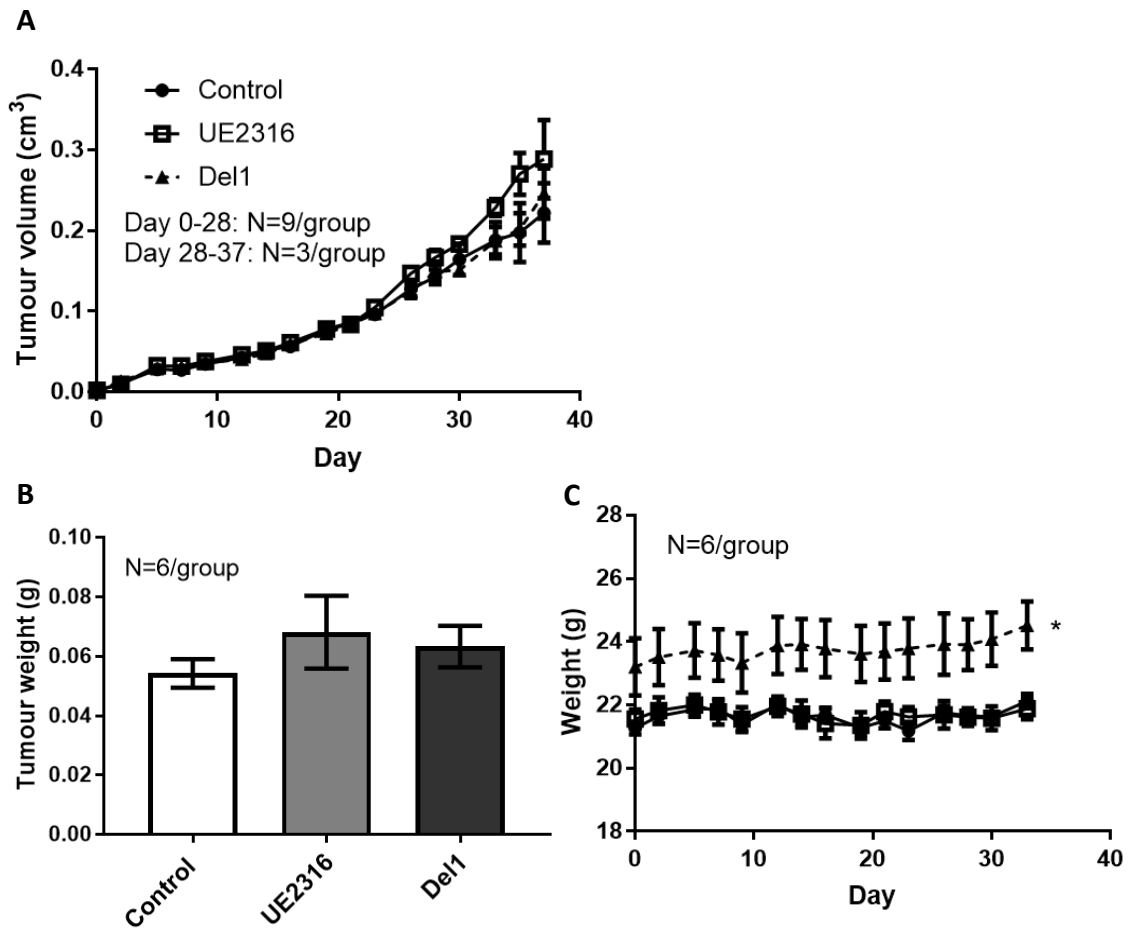 A
0.4
0.3
0.2
0.1
0.0
Tumour volume (cm³)
Control
UE2316
Del1
Day 0-28: N=9/group
Day 28-37: N=3/group
0 10 20 30 40
Day
B
0.10
0.08
0.06
0.04
0.02
0.00
Tumour weight (g)
N=6/group
Control
UE2316
Del1
C
28
26
24
22
20
18
Weight (g)
N=6/group
*
0 10 20 30 40
Day